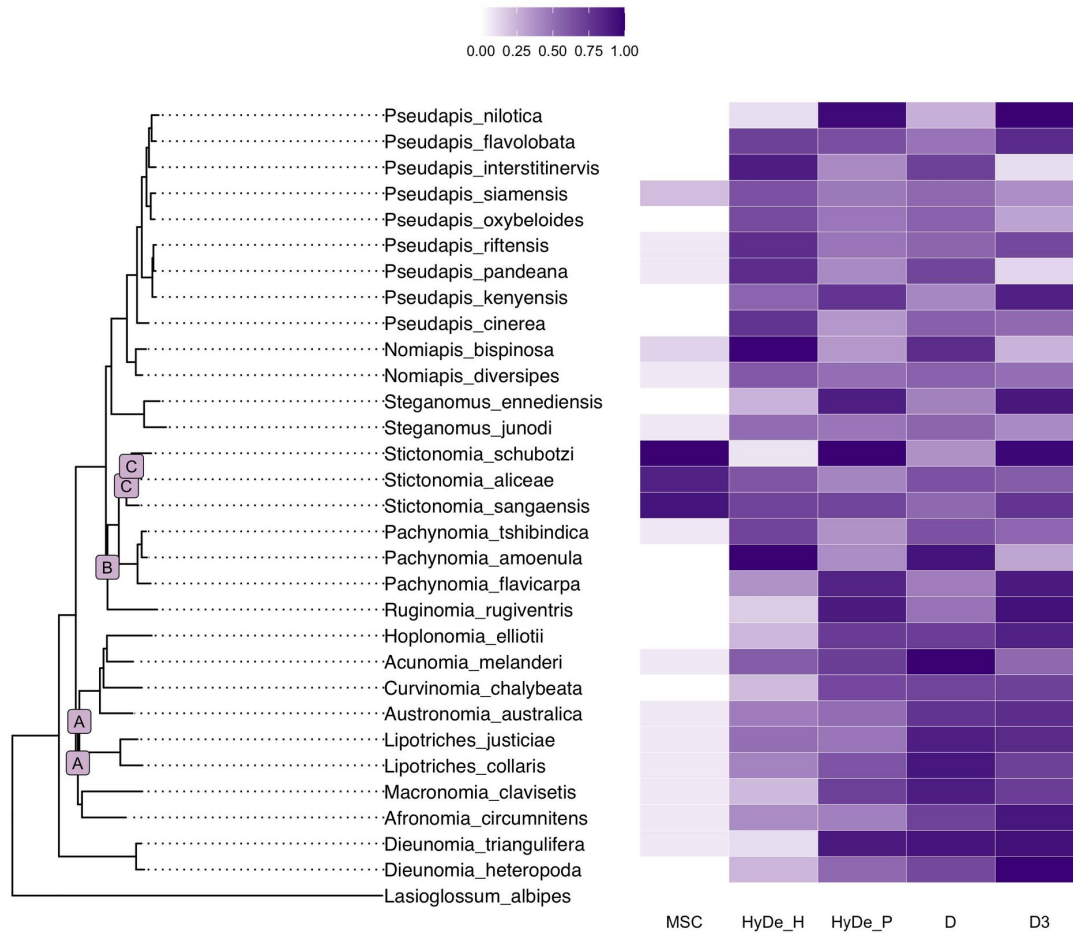 0.00 0.25 0.50 0.75 1.00
Pseudapis_nilotica
Pseudapis_flavolobata
Pseudapis_interstitinervis
Pseudapis_siamensis
Pseudapis_oxybeloides
Pseudapis_riftensis
Pseudapis_pandeana
Pseudapis_kenyensis
Pseudapis_cinerea
Nomiapis_bispinosa
Nomiapis_diversipes
Steganomus_ennediensis
Steganomus_junodi
Stictonomia_schubotzi
C
Stictonomia_aliceae
C
Stictonomia_sangaensis
Pachynomia_tshibindica
Pachynomia_amoenula
B
Pachynomia_flavicarpa
Ruginomia_rugiventris
Hoplonomia_elliotii
Acunomia_melanderi
Curvinomia_chalybeata
Austronomia_australica
A
Lipotriches_justiciae
Lipotriches_collaris
A
Macronomia_clavisetis
Afronomia_circumnitens
Dieunomia_triangulifera
Dieunomia_heteropoda
Lasioglossum_albipes
MSC HyDe_H HyDe_P D D3